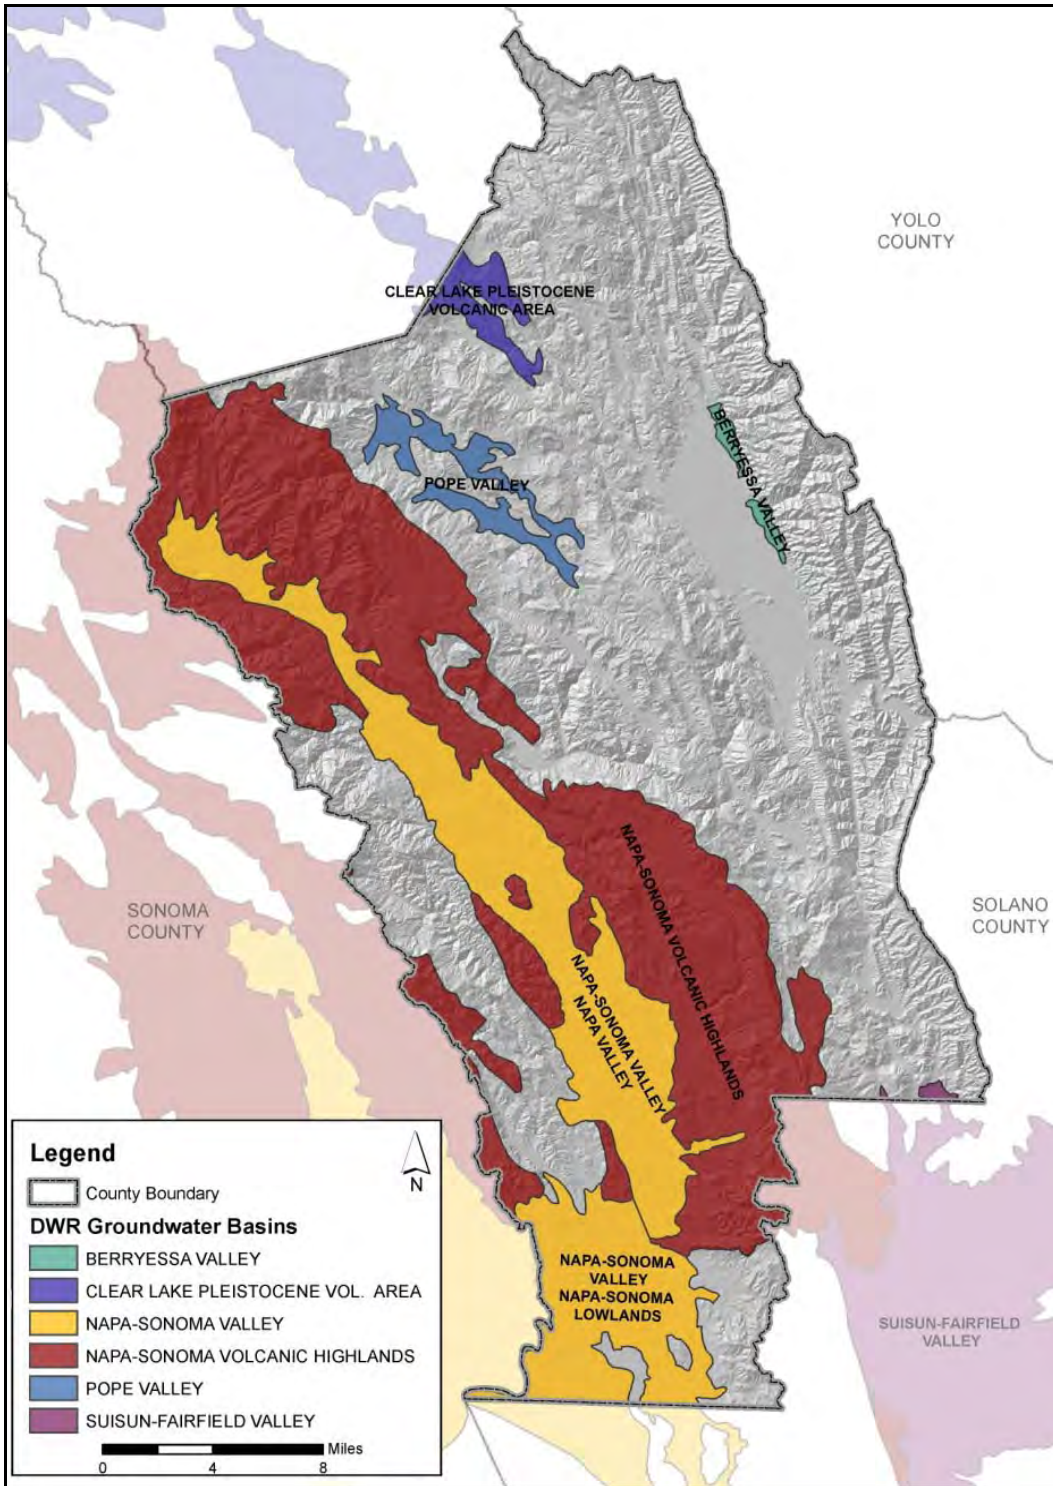 YOLO
COUNTY
CLEAR LAKE PLEISTOCENE
VOLCANIC AREA
BERRYESSA VALLEY
POPE VALLEY
NAPA-SONOMA VOLCANIC HIGHLANDS
SONOMA
COUNTY
SOLANO
COUNTY
NAPA-SONOMA VALLEY
NAPA VALLEY
NAPA-SONOMA
VALLEY
NAPA-SONOMA
LOWLANDS
SUISUN-FAIRFIELD
VALLEY
Legend
N
County Boundary
DWR Groundwater Basins
BERRYESSA VALLEY
CLEAR LAKE PLEISTOCENE VOL. AREA
NAPA-SONOMA VALLEY
NAPA-SONOMA VOLCANIC HIGHLANDS
POPE VALLEY
SUISUN-FAIRFIELD VALLEY
Miles
0 4 8